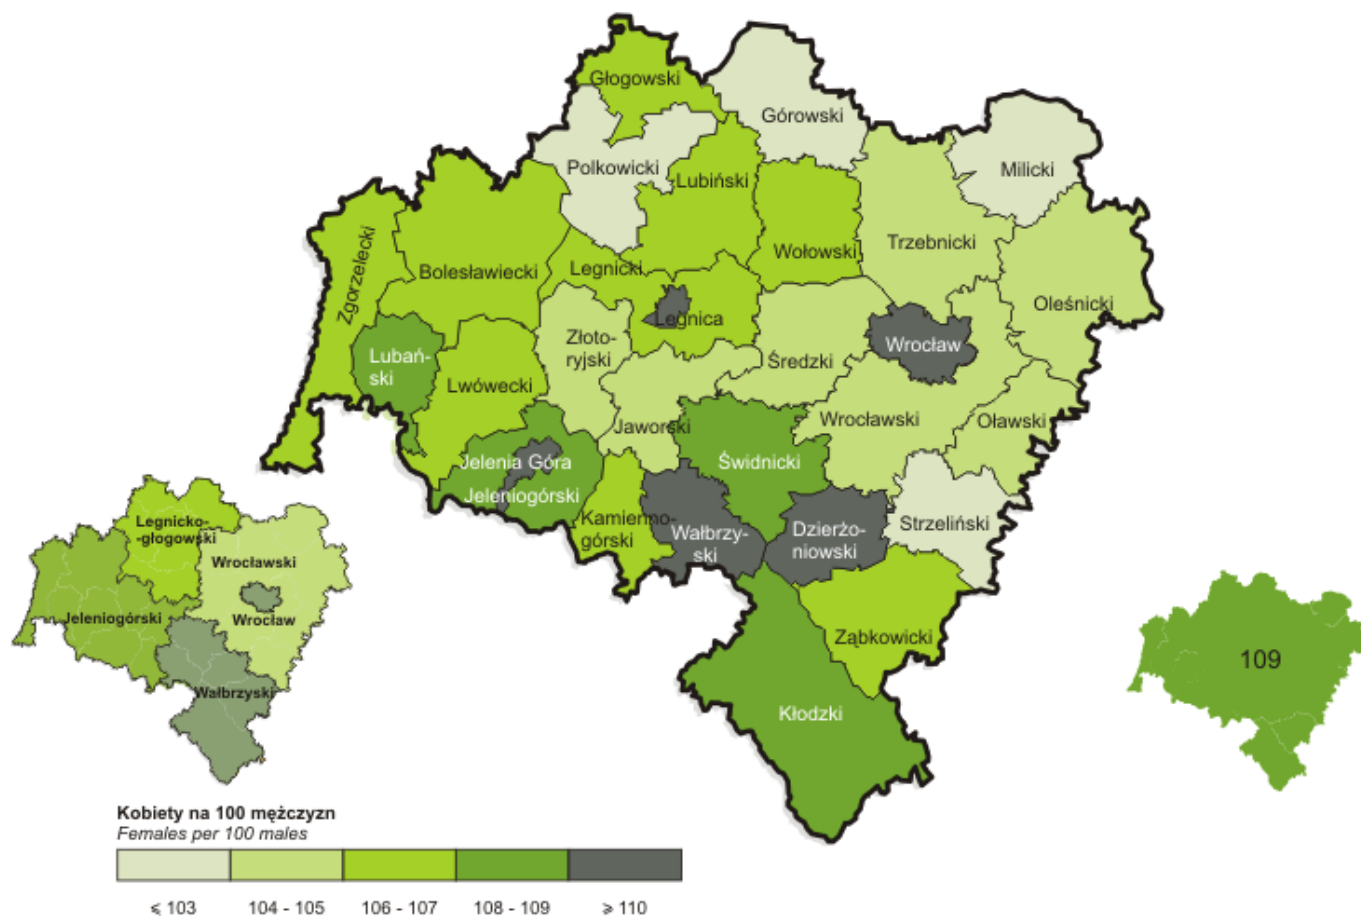 Głogowski
Górowski
Polkowicki
Milicki
Lubiński
Trzebnicki
Wołowski
Zgorzelecki
Bolesławiecki
Legnicki
Oleśnicki
Legnica
Złoto-
ryjski
Wrocław
Lubań-
ski
Średzki
Lwówecki
Jaworski
Wrocławski
Oławski
Jelenia Góra
Świdnicki
Jeleniogórski
Kamienno-
górski
Wałbrzy-
ski
Dzierżo-
niowski
Strzeliński
Ząbkowicki
Kłodzki
Legnicko-
-głogowski
Wrocławski
Jeleniogórski
Wrocław
Wałbrzyski
109
Kobiety na 100 mężczyzn
Females per 100 males
⩽ 103 104 - 105 106 - 107 108 - 109 ⩾ 110